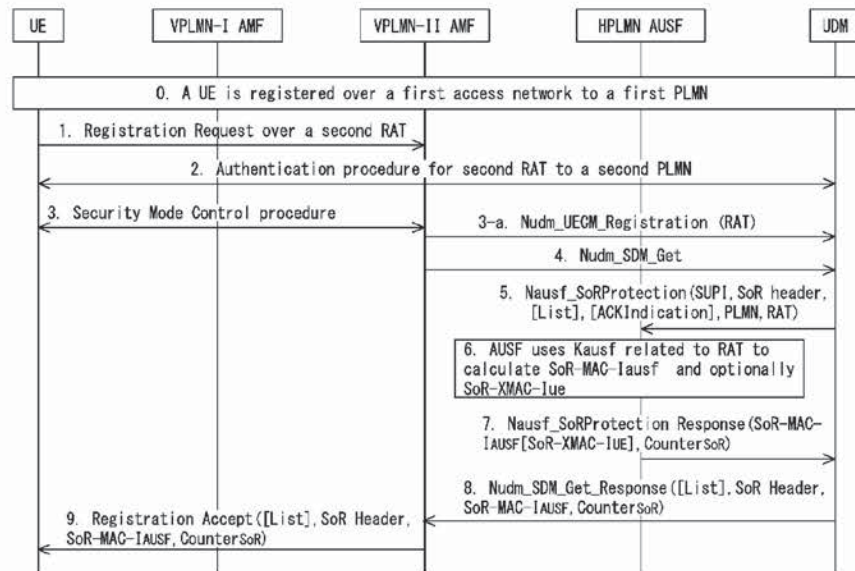 UE
VPLMN-I AMF
VPLMN-II AMF
HPLMN AUSF
UDM
0. A UE is registered over a first access network to a first PLMN
1. Registration Request over a second RAT
2. Authentication procedure for second RAT to a second PLMN
3. Security Mode Control procedure
3-a. Nudm_UECM_Registration (RAT)
4. Nudm_SDM_Get
5. Nausf_SoRProtection(SUPI, SoR header,
[List], [ACKIndication], PLMN, RAT)
6. AUSF uses Kausf related to RAT to
calculate SoR-MAC-Iausf and optionally
SoR-XMAC-Iue
7. Nausf_SoRProtection Response(SoR-MAC-
IAUSF[SoR-XMAC-IUE], CounterSoR)
8. Nudm_SDM_Get_Response([List], SoR Header,
SoR-MAC-IAUSF, CounterSoR)
9. Registration Accept([List], SoR Header,
SoR-MAC-IAUSF, CounterSoR)